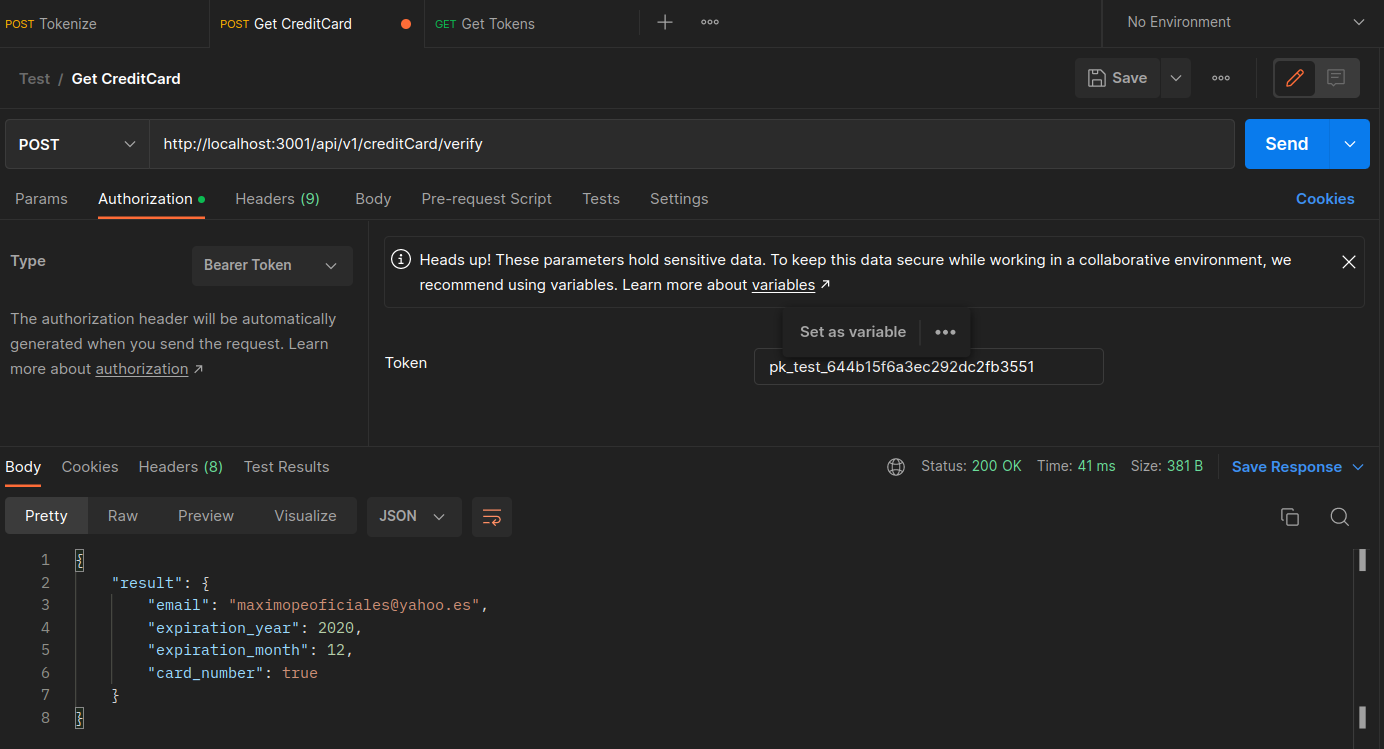 POST Tokenize
POST Get CreditCard
GET Get Tokens
No Environment
Test / Get CreditCard
Save
POST
http://localhost:3001/api/v1/creditCard/verify
Send
Params
Authorization
Headers (9)
Body
Pre-request Script
Tests
Settings
Cookies
Type
Bearer Token
The authorization header will be automatically
generated when you send the request. Learn
more about authorization ↗
Heads up! These parameters hold sensitive data. To keep this data secure while working in a collaborative environment, we
recommend using variables. Learn more about variables ↗
Set as variable
Token
pk_test_644b15f6a3ec292dc2fb3551
Body
Cookies
Headers (8)
Test Results
Status: 200 OK
Time: 41 ms
Size: 381 B
Save Response
Pretty
Raw
Preview
Visualize
JSON
1 {
2 "result": {
3 "email": "maximopeoficiales@yahoo.es",
4 "expiration_year": 2020,
5 "expiration_month": 12,
6 "card_number": true
7 }
8 }